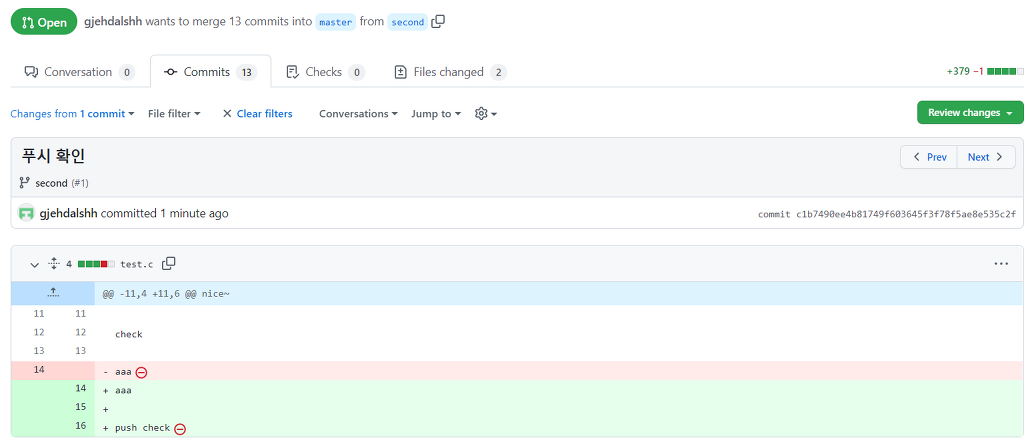 Open gjehdalshh wants to merge 13 commits into master from second
Conversation 0 Commits 13 Checks 0 Files changed 2 +379 −1
Changes from 1 commit File filter Clear filters Conversations Jump to Review changes
푸시 확인 Prev Next
second (#1)
gjehdalshh committed 1 minute ago commit c1b7490ee4b81749f603645f3f78f5ae8e535c2f
4 test.c
@@ -11,4 +11,6 @@ nice~
11 11
12 12 check
13 13
14 - aaa
14 + aaa
15 +
16 + push check